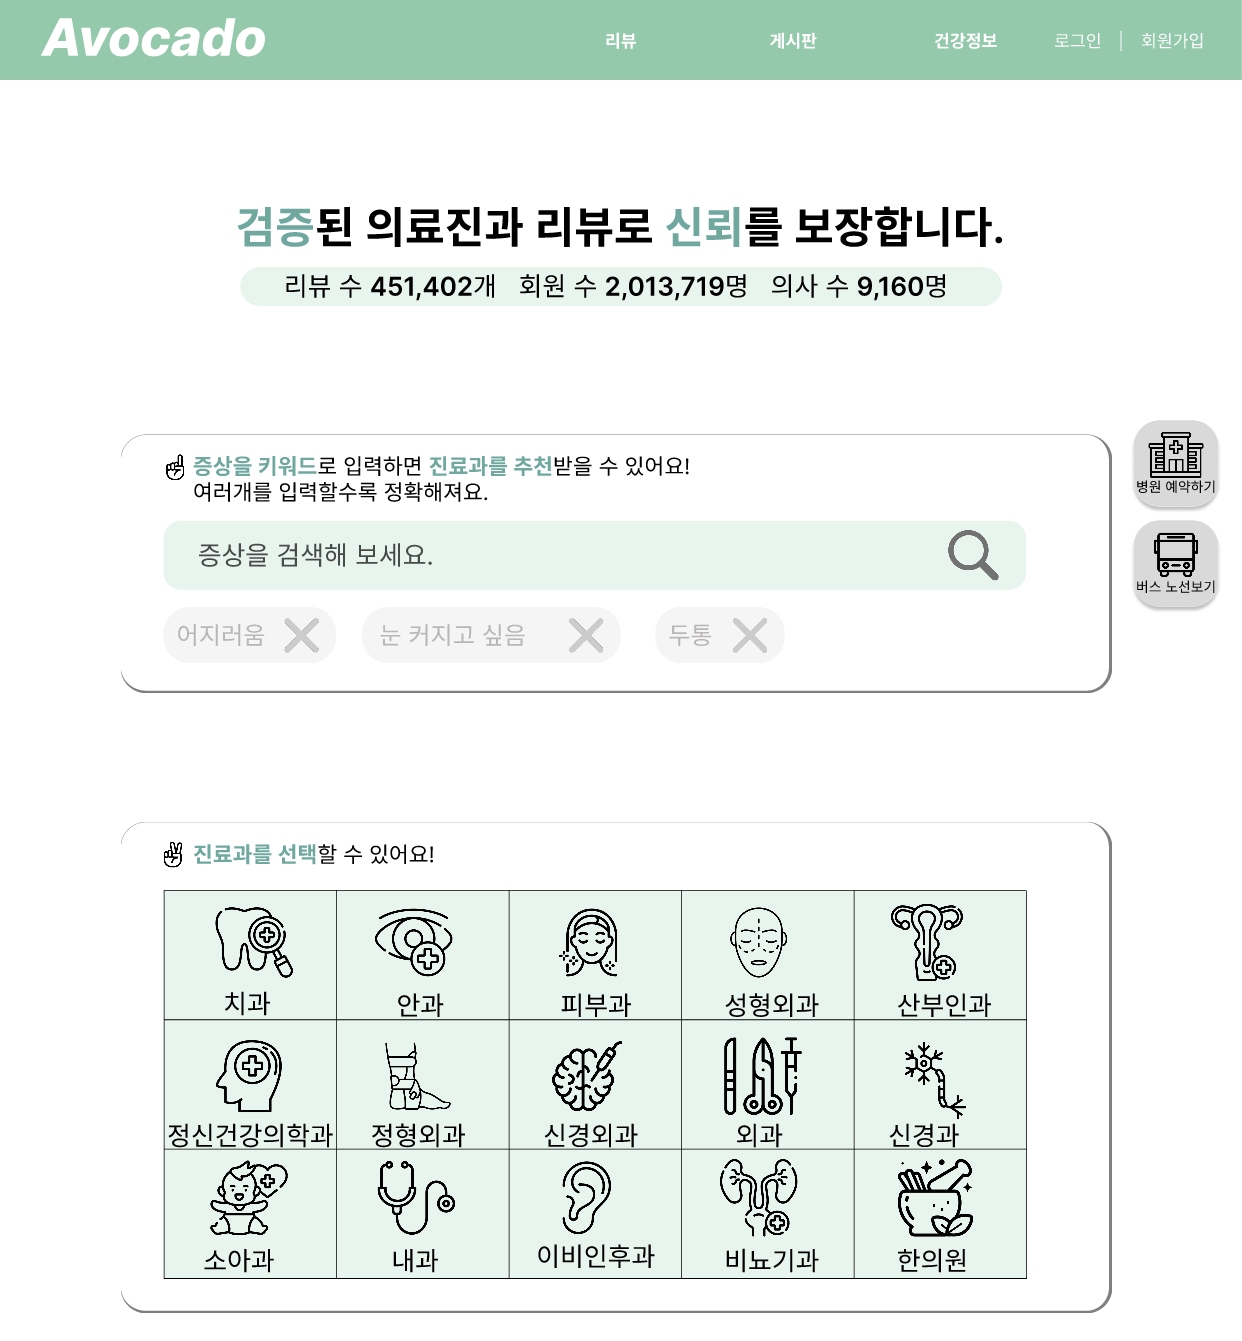 Avocado 리뷰 게시판 건강정보 로그인 | 회원가입
검증된 의료진과 리뷰로 신뢰를 보장합니다.
리뷰 수 451,402개 회원 수 2,013,719명 의사 수 9,160명
증상을 키워드로 입력하면 진료과를 추천받을 수 있어요!
여러개를 입력할수록 정확해져요.
증상을 검색해 보세요.
어지러움 눈 커지고 싶음 두통
병원 예약하기
버스 노선보기
진료과를 선택할 수 있어요!
치과 안과 피부과 성형외과 산부인과
정신건강의학과 정형외과 신경외과 외과 신경과
소아과 내과 이비인후과 비뇨기과 한의원